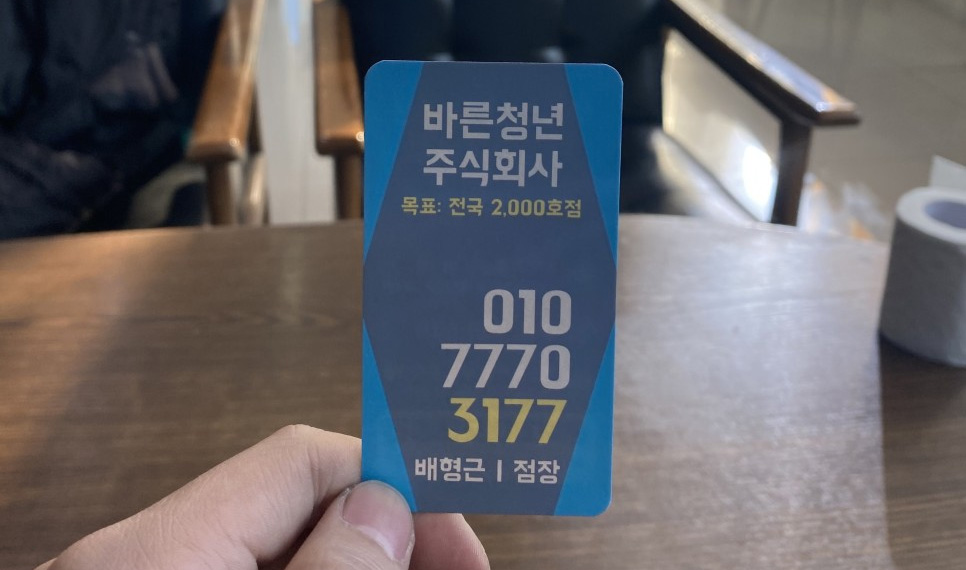 바른청년
주식회사
목표: 전국 2,000호점
010
7770
3177
배형근 | 점장